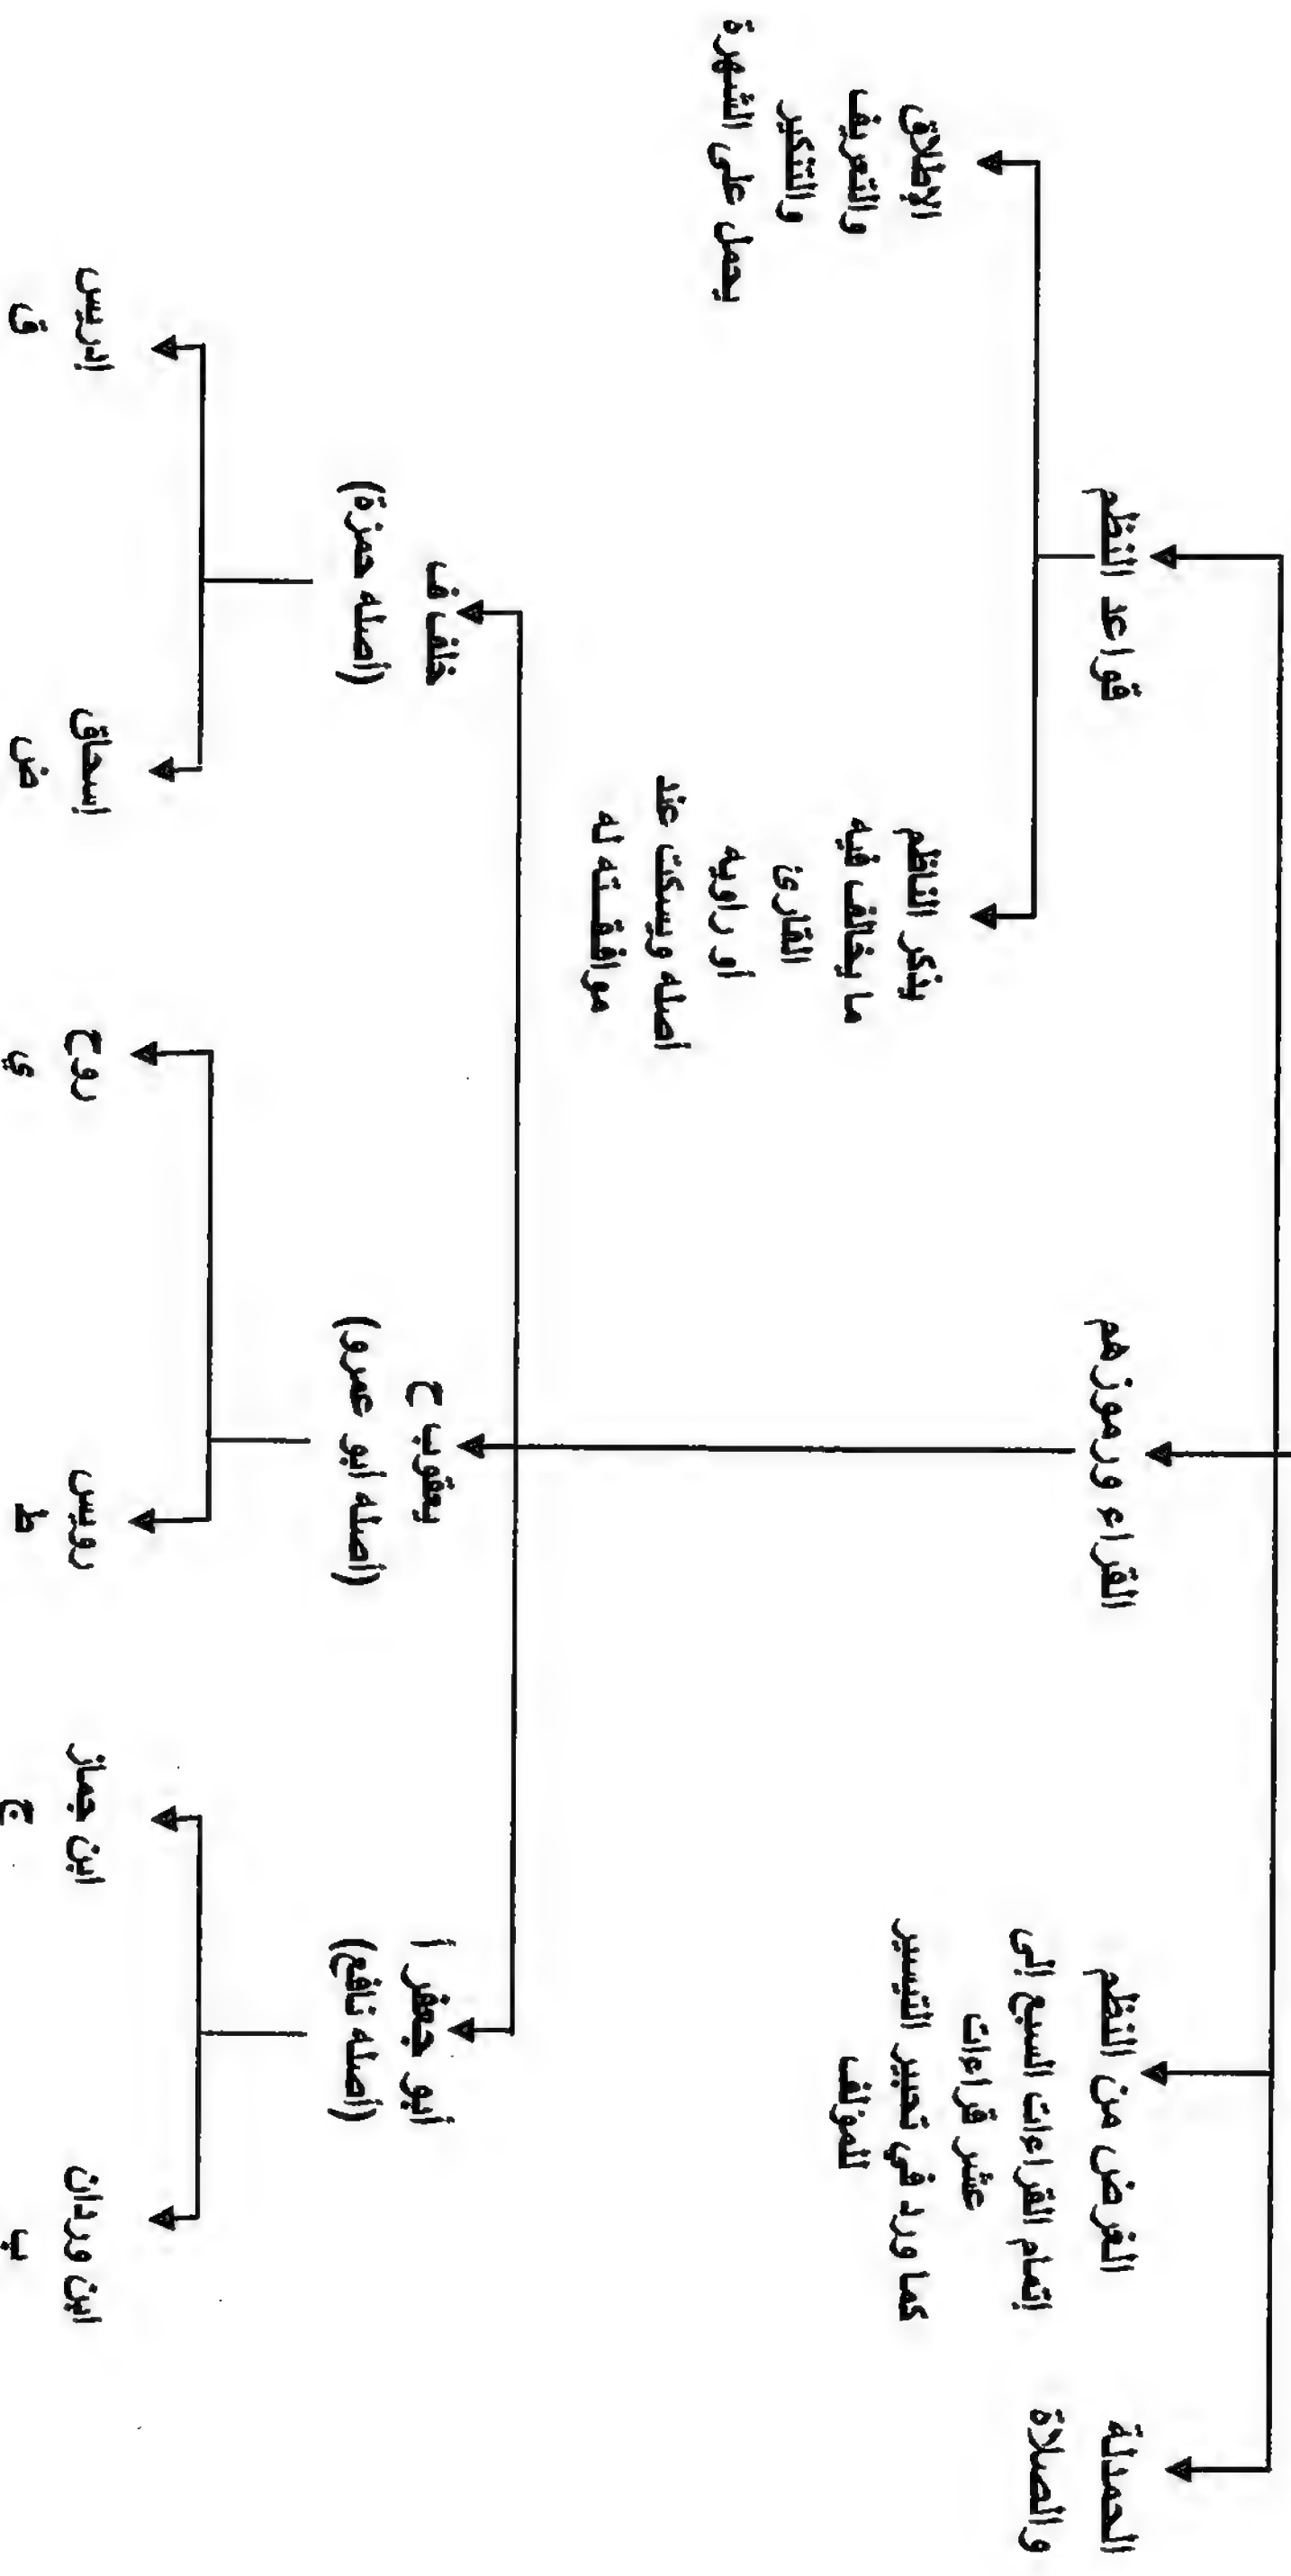 الحمدلة
والصلاة
الغرض من النظم
إتمام القراءات السبع إلى
عشر قراءات
كما ورد في تحبير التيسير
للمؤلف
القراء ورموزهم
قواعد النظم
يذكر الناظم
ما يخالف فيه
القارئ
أو راويه
أصله ويسكت عند
موافقته له
الإطلاق
والتعريف
والتنكير
يحمل على الشهرة
أبو جعفر أ
(أصله نافع)
يعقوب ح
(أصله أبو عمرو)
خلف ف
(أصله حمزة)
ابن وردان
ب
ابن جماز
ج
رويس
ط
روح
ي
إسحاق
ض
إدريس
ق